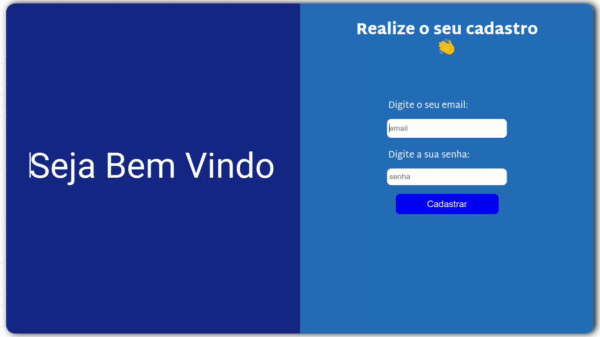 Seja Bem Vindo
Realize o seu cadastro
👏
Digite o seu email:
email
Digite a sua senha:
senha
Cadastrar